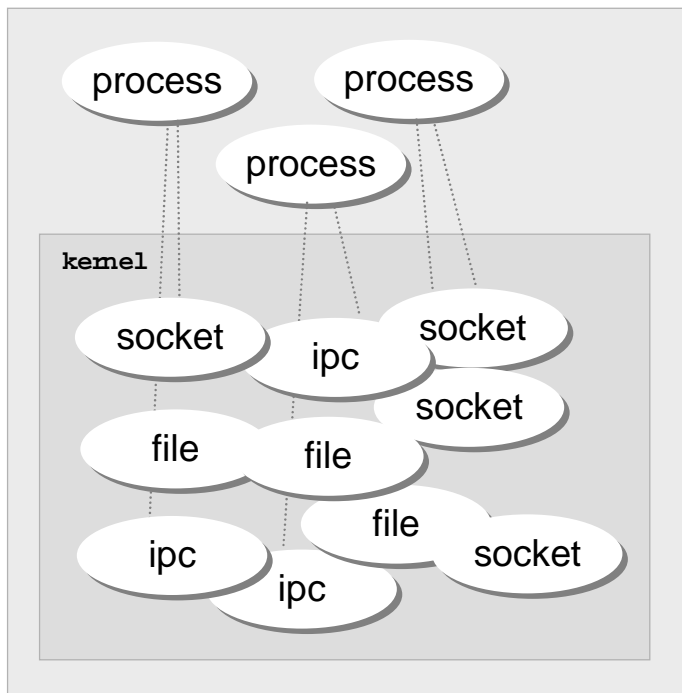 process
process
process
kernel
socket
socket
ipc
socket
file
file
file
socket
ipc
ipc